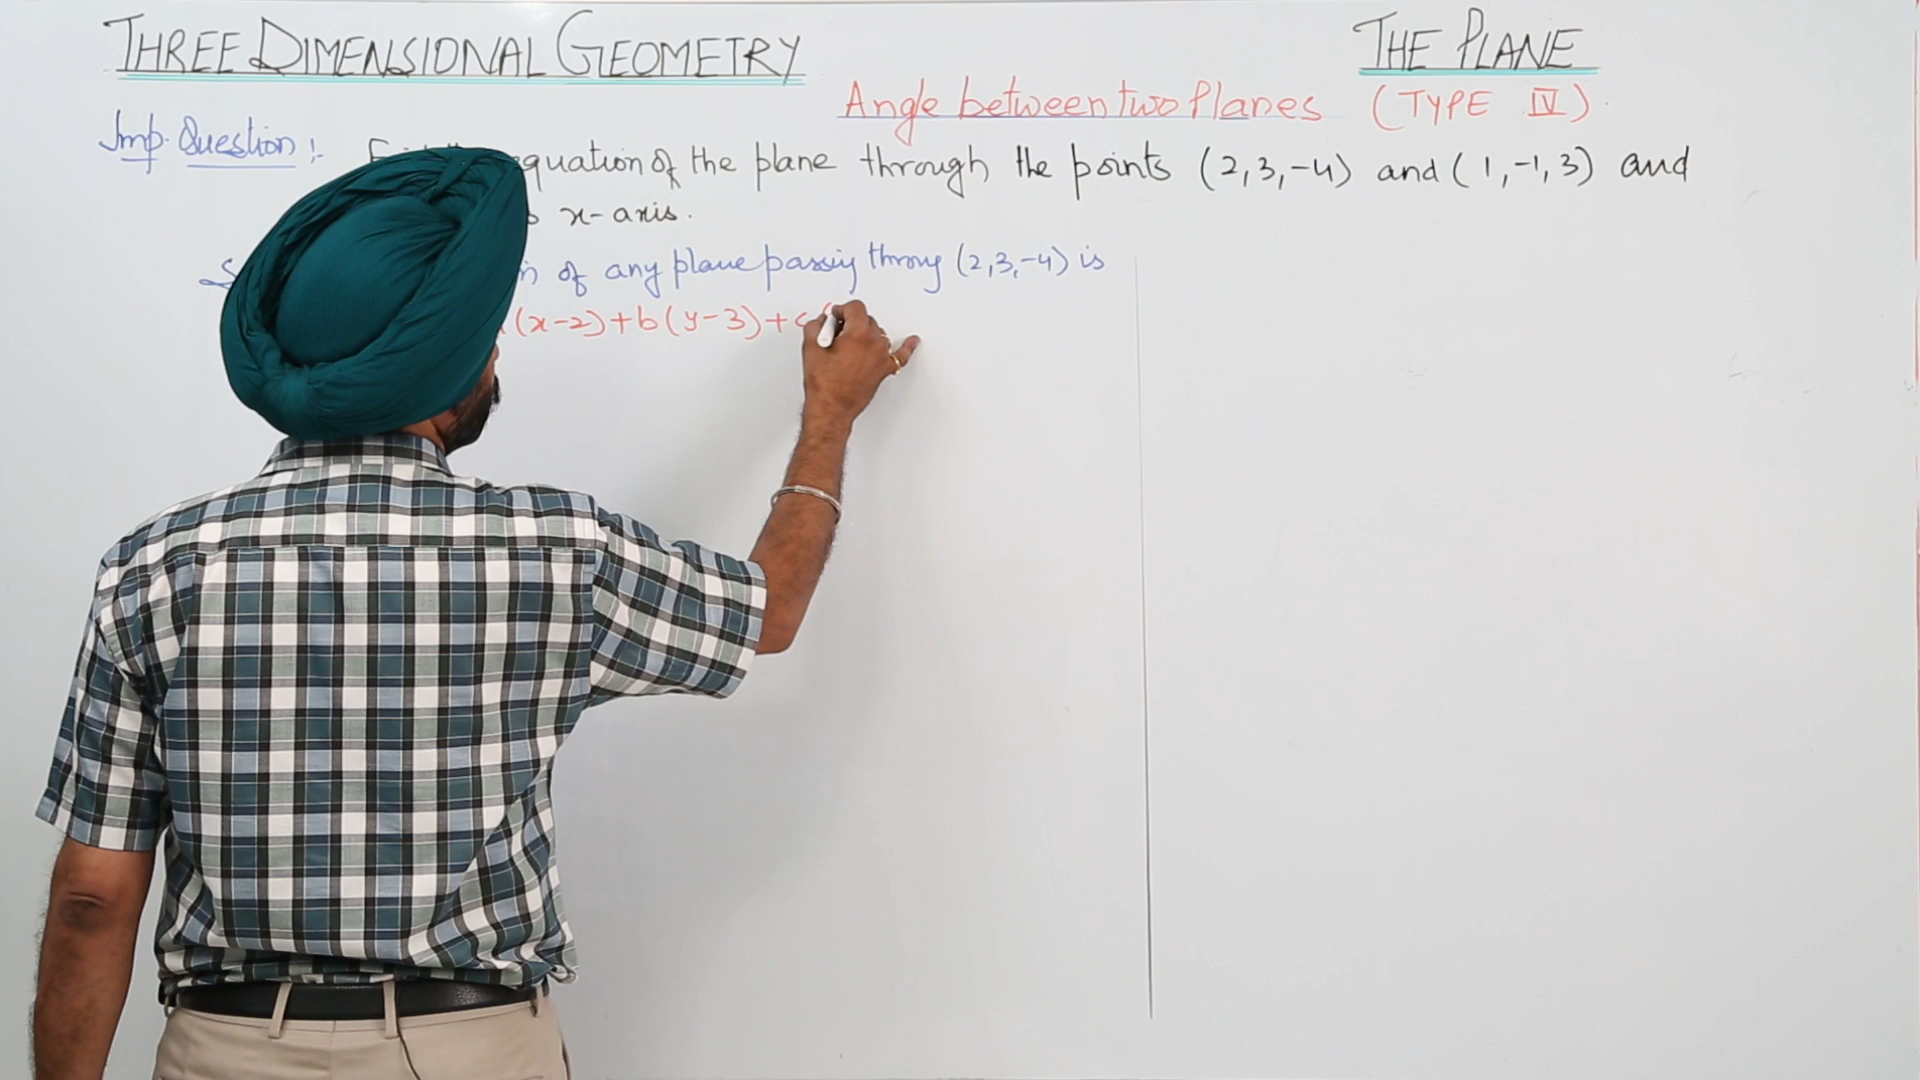 THREE DIMENSIONAL GEOMETRY
THE PLANE
Angle between two Planes (TYPE IV)
Imp. Question :- equation of the plane through the points (2,3,-4) and (1,-1,3) and
x-axis.
of any plane passing throug (2,3,-4) is
(x-2)+b(y-3)+c(